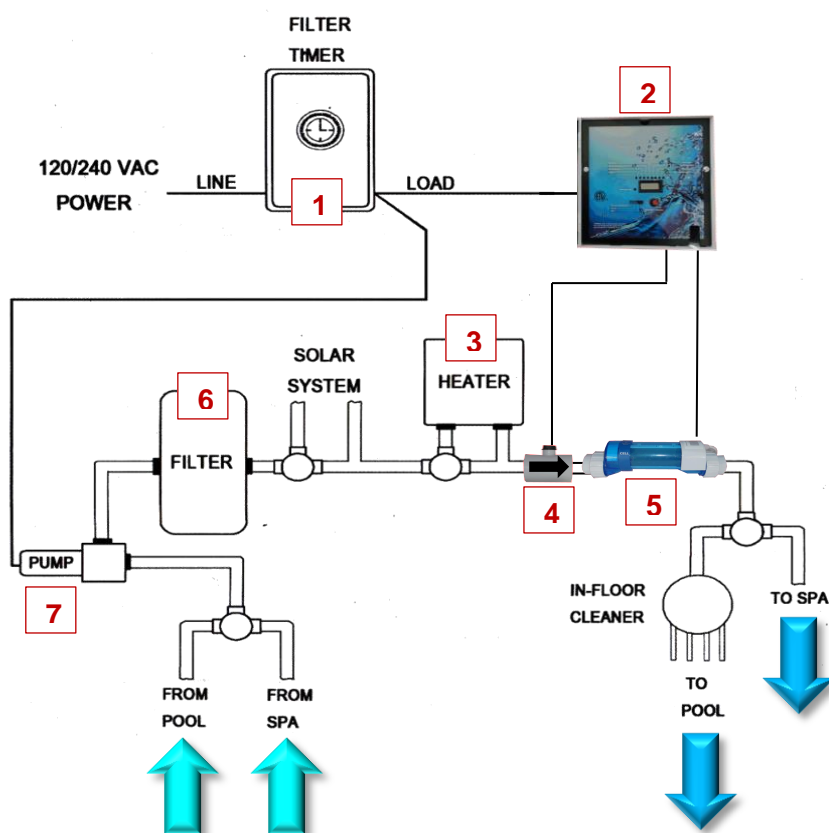 FILTER
TIMER
2
120/240 VAC
POWER
LINE
1
LOAD
3
HEATER
SOLAR
SYSTEM
6
FILTER
4
5
PUMP
7
IN-FLOOR
CLEANER
TO SPA
FROM
POOL
FROM
SPA
TO
POOL